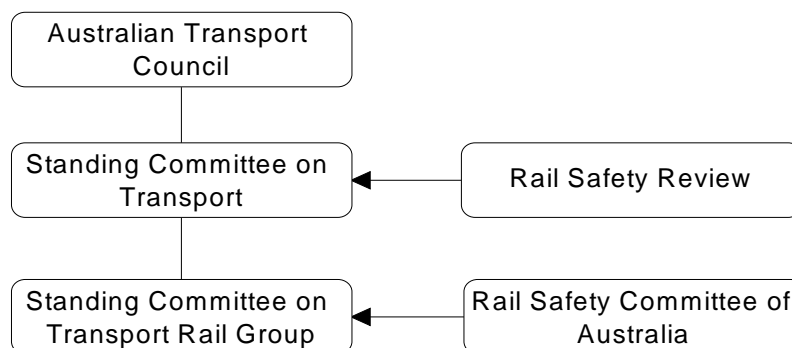 Australian Transport
Council
Standing Committee on
Transport
Rail Safety Review
Standing Committee on
Transport Rail Group
Rail Safety Committee of
Australia